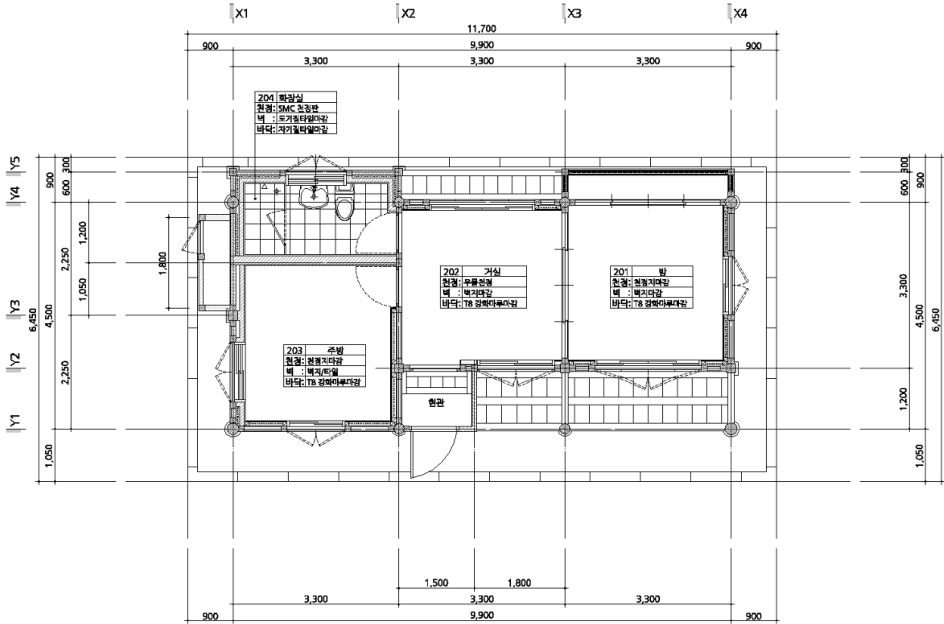 X1 X2 X3 X4
11,700
900 9,900 900
3,300 3,300 3,300
204 화장실
천정: SMC 천정판
벽 : 도기질타일마감
바닥: 자기질타일마감
Y5
Y4
Y3
Y2
Y1
900 300
600
1,200
2,250
1,050
1,800
6,450
4,500
2,250
1,050
300 900
600
3,300
4,500
6,450
1,200
1,050
202 거실
천정: 우물천정
벽 : 벽지마감
바닥: T8 강화마루마감
201 방
천정: 천정지마감
벽 : 벽지마감
바닥: T8 강화마루마감
203 주방
천정: 천정지마감
벽 : 벽지/타일
바닥: T8 강화마루마감
현관
1,500 1,800
3,300 3,300 3,300
900 9,900 900